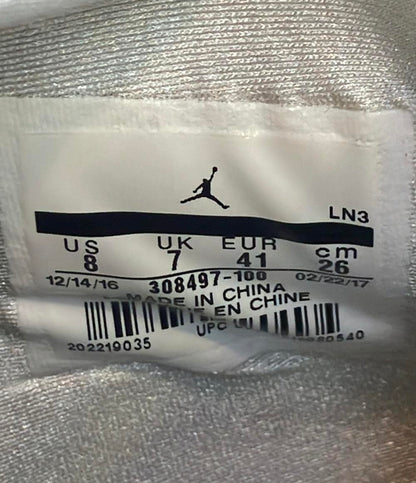 LN3
US UK EUR cm
8 7 41 26
12/14/16 308497-100 02/22/17
MADE IN CHINA
EN CHINE
UPC
202219035